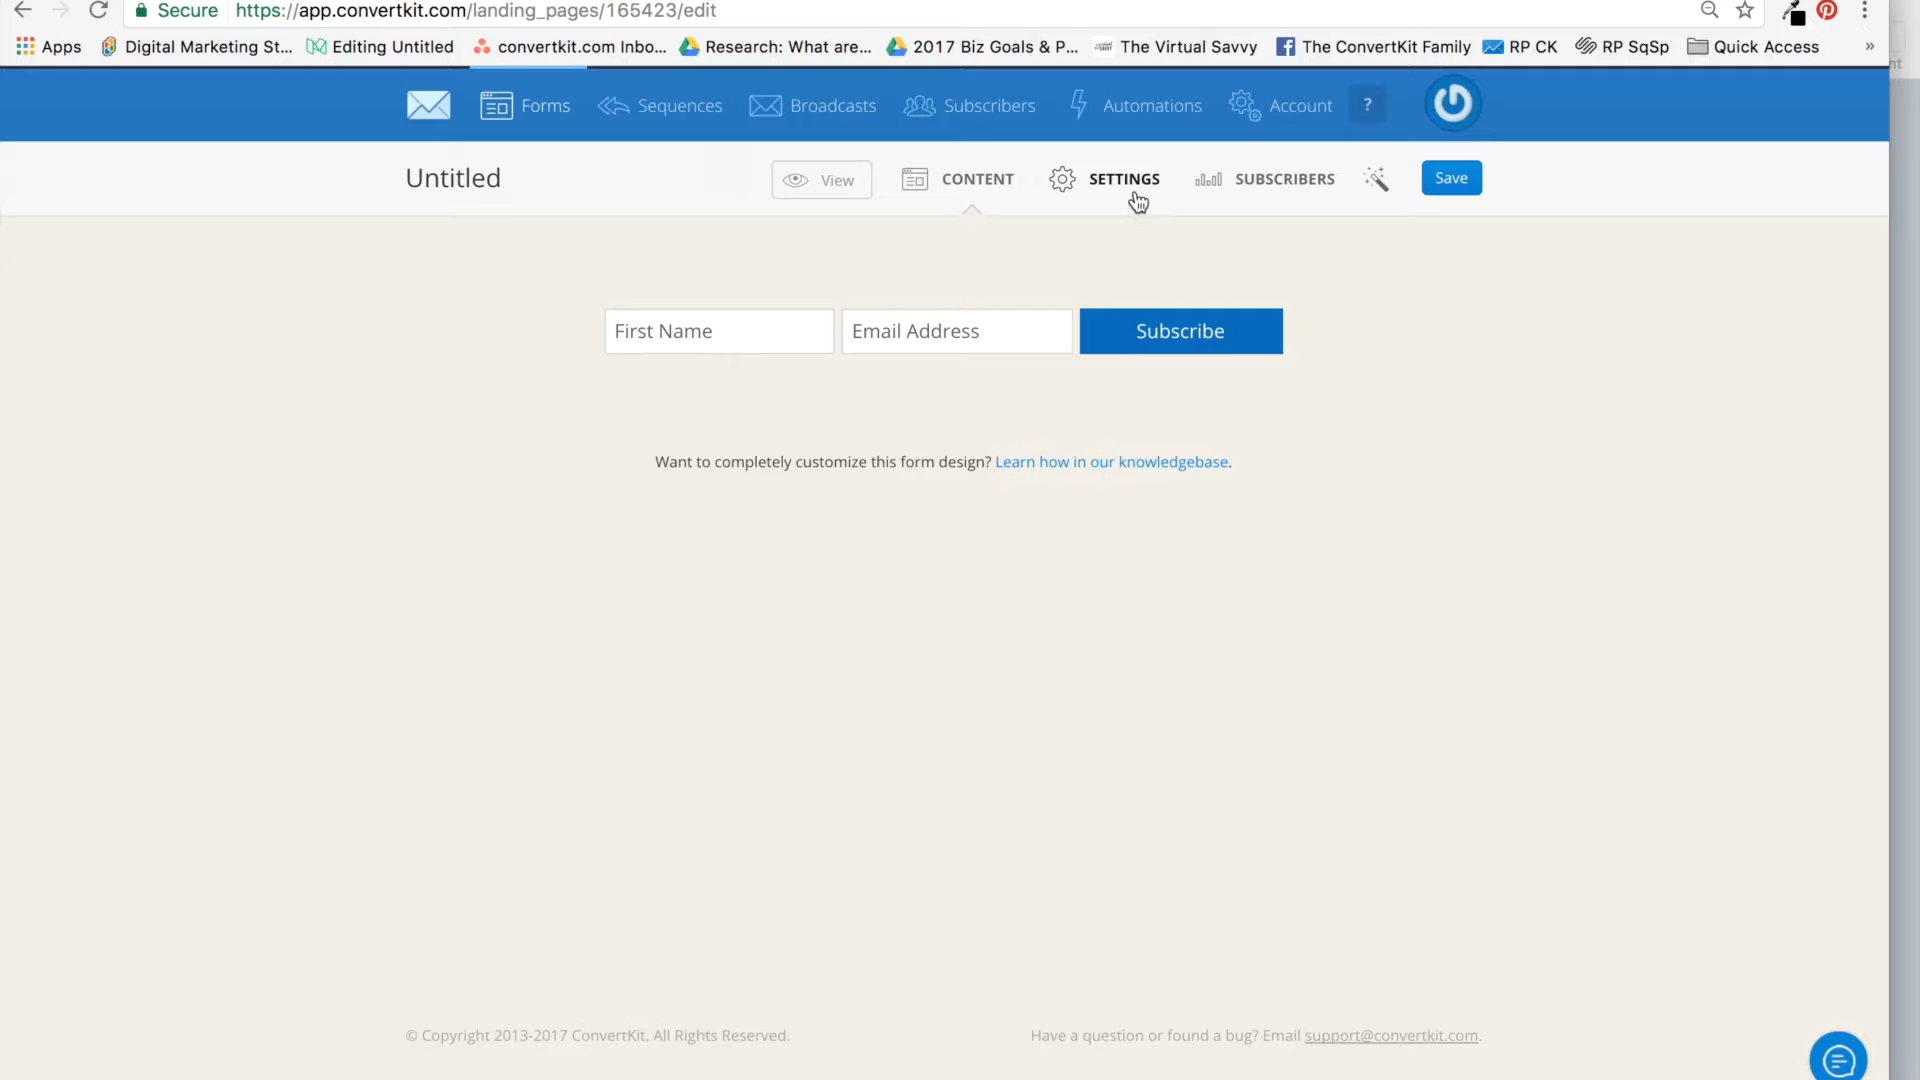 Secure https://app.convertkit.com/landing_pages/165423/edit
Apps Digital Marketing St... Editing Untitled convertkit.com Inbo... Research: What are... 2017 Biz Goals & P... The Virtual Savvy The ConvertKit Family RP CK RP SqSp Quick Access »
nt
Forms Sequences Broadcasts Subscribers Automations Account ?
Untitled View CONTENT SETTINGS SUBSCRIBERS Save
First Name Email Address Subscribe
Want to completely customize this form design? Learn how in our knowledgebase.
© Copyright 2013-2017 ConvertKit. All Rights Reserved. Have a question or found a bug? Email support@convertkit.com.